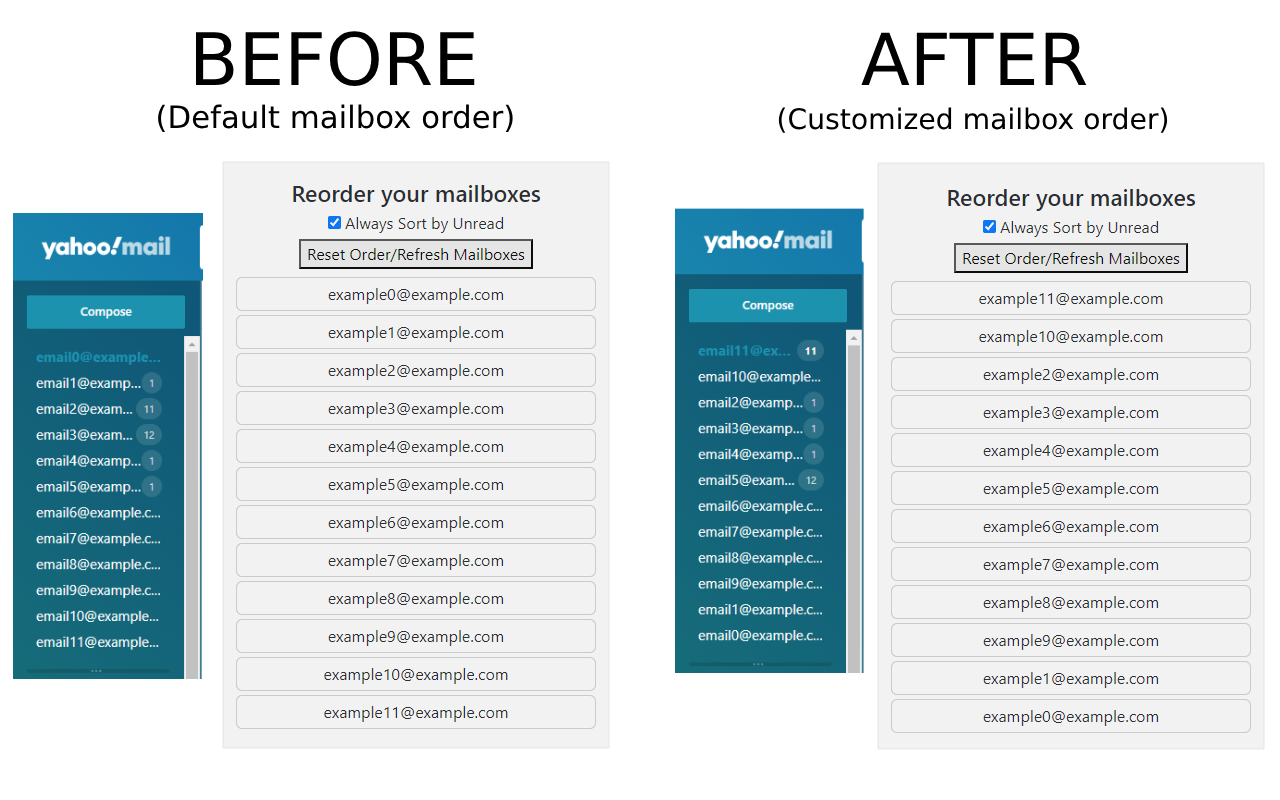 BEFORE
(Default mailbox order)
yahoo!mail
Compose
email0@example...
email1@examp... 1
email2@exam... 11
email3@exam... 12
email4@examp... 1
email5@examp... 1
email6@example.c...
email7@example.c...
email8@example.c...
email9@example.c...
email10@example...
email11@example...
Reorder your mailboxes
Always Sort by Unread
Reset Order/Refresh Mailboxes
example0@example.com
example1@example.com
example2@example.com
example3@example.com
example4@example.com
example5@example.com
example6@example.com
example7@example.com
example8@example.com
example9@example.com
example10@example.com
example11@example.com
AFTER
(Customized mailbox order)
yahoo!mail
Compose
email11@ex... 11
email10@example...
email2@examp... 1
email3@examp... 1
email4@examp... 1
email5@exam... 12
email6@example.c...
email7@example.c...
email8@example.c...
email9@example.c...
email1@example.c...
email0@example.c...
Reorder your mailboxes
Always Sort by Unread
Reset Order/Refresh Mailboxes
example11@example.com
example10@example.com
example2@example.com
example3@example.com
example4@example.com
example5@example.com
example6@example.com
example7@example.com
example8@example.com
example9@example.com
example1@example.com
example0@example.com